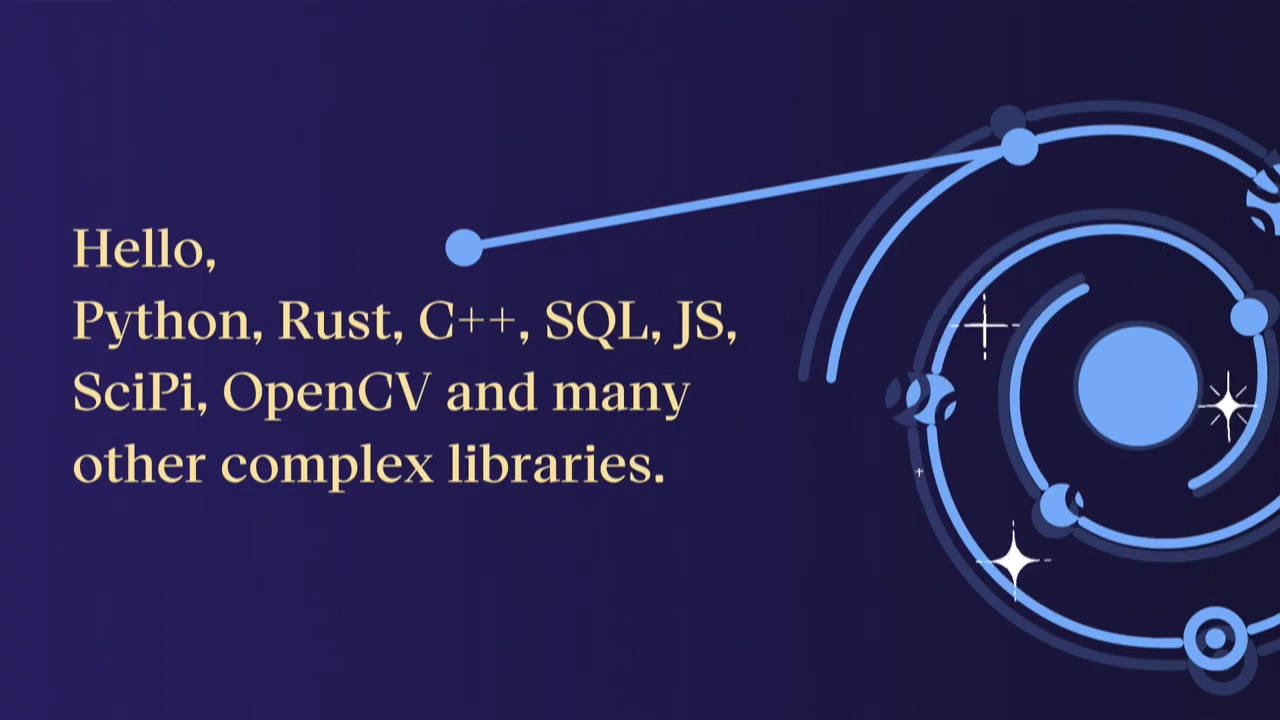 Hello,
Python, Rust, C++, SQL, JS,
SciPi, OpenCV and many
other complex libraries.